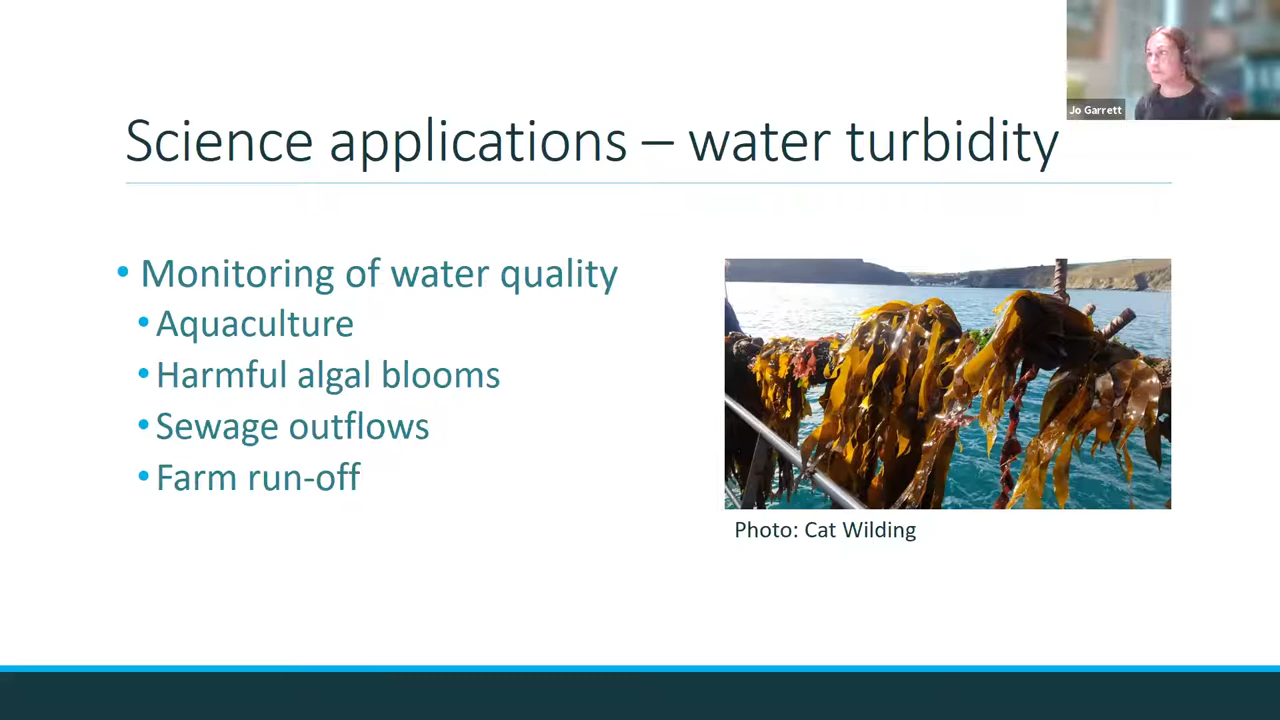 Jo Garrett
Science applications – water turbidity
• Monitoring of water quality
• Aquaculture
• Harmful algal blooms
• Sewage outflows
• Farm run-off
Photo: Cat Wilding